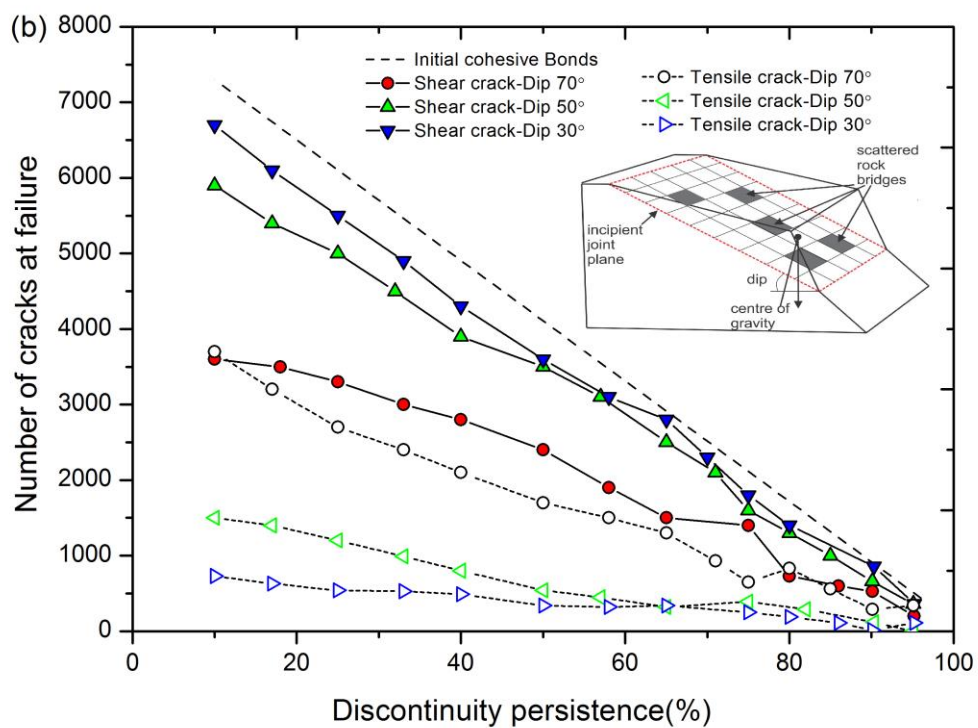 (b)
8000
7000
6000
5000
4000
3000
2000
1000
0
Number of cracks at failure
Initial cohesive Bonds
Shear crack-Dip 70°
Shear crack-Dip 50°
Shear crack-Dip 30°
Tensile crack-Dip 70°
Tensile crack-Dip 50°
Tensile crack-Dip 30°
scattered
rock
bridges
incipient
joint
plane
dip
centre of
gravity
0 20 40 60 80 100
Discontinuity persistence(%)